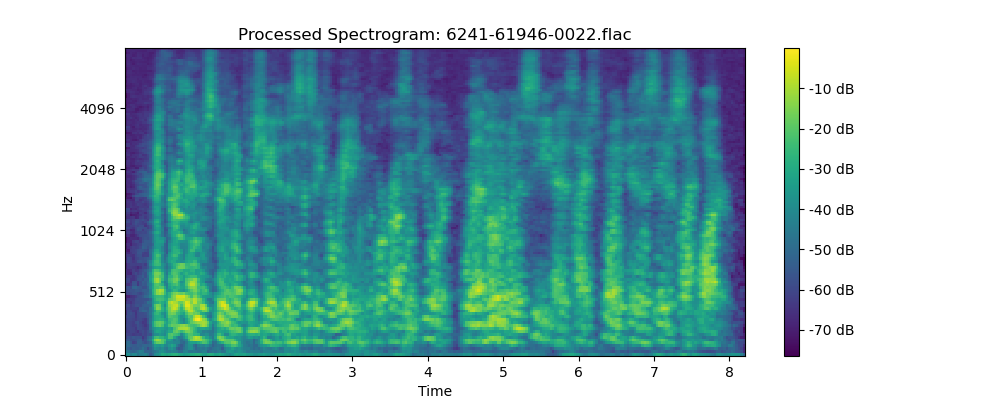 Processed Spectrogram: 6241-61946-0022.flac
Hz
4096
2048
1024
512
0
0 1 2 3 4 5 6 7 8
Time
-10 dB
-20 dB
-30 dB
-40 dB
-50 dB
-60 dB
-70 dB